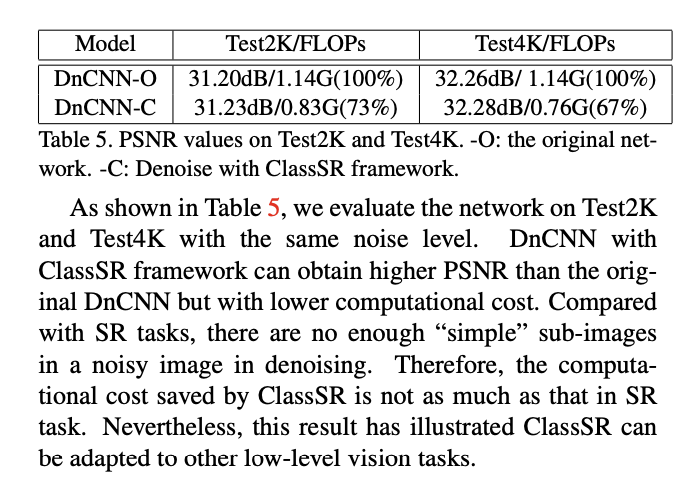 Model Test2K/FLOPs Test4K/FLOPs
DnCNN-O 31.20dB/1.14G(100%) 32.26dB/ 1.14G(100%)
DnCNN-C 31.23dB/0.83G(73%) 32.28dB/0.76G(67%)
Table 5. PSNR values on Test2K and Test4K. -O: the original net-
work. -C: Denoise with ClassSR framework.
As shown in Table 5, we evaluate the network on Test2K
and Test4K with the same noise level. DnCNN with
ClassSR framework can obtain higher PSNR than the orig-
inal DnCNN but with lower computational cost. Compared
with SR tasks, there are no enough “simple” sub-images
in a noisy image in denoising. Therefore, the computa-
tional cost saved by ClassSR is not as much as that in SR
task. Nevertheless, this result has illustrated ClassSR can
be adapted to other low-level vision tasks.